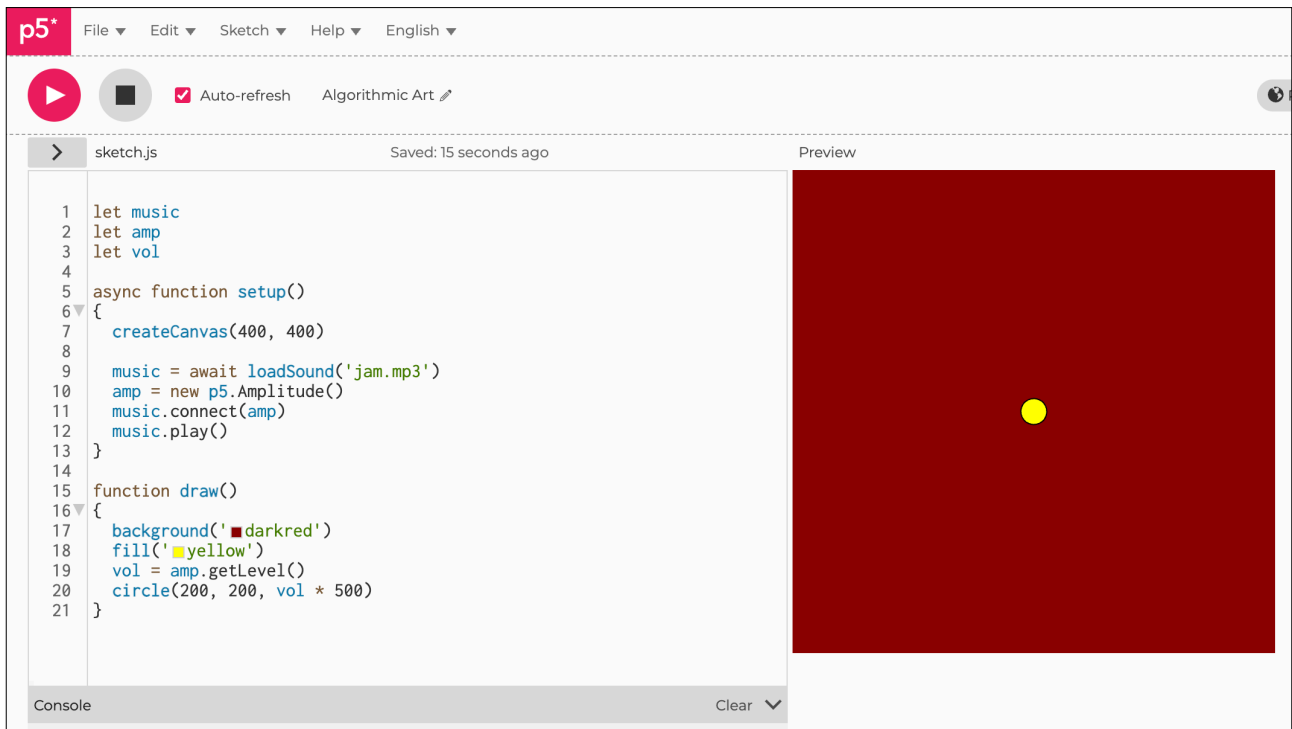 p5*
File Edit Sketch Help English
Auto-refresh Algorithmic Art
sketch.js Saved: 15 seconds ago Preview
1 let music
2 let amp
3 let vol
4
5 async function setup()
6 {
7 createCanvas(400, 400)
8
9 music = await loadSound('jam.mp3')
10 amp = new p5.Amplitude()
11 music.connect(amp)
12 music.play()
13 }
14
15 function draw()
16 {
17 background('darkred')
18 fill('yellow')
19 vol = amp.getLevel()
20 circle(200, 200, vol * 500)
21 }
Console Clear